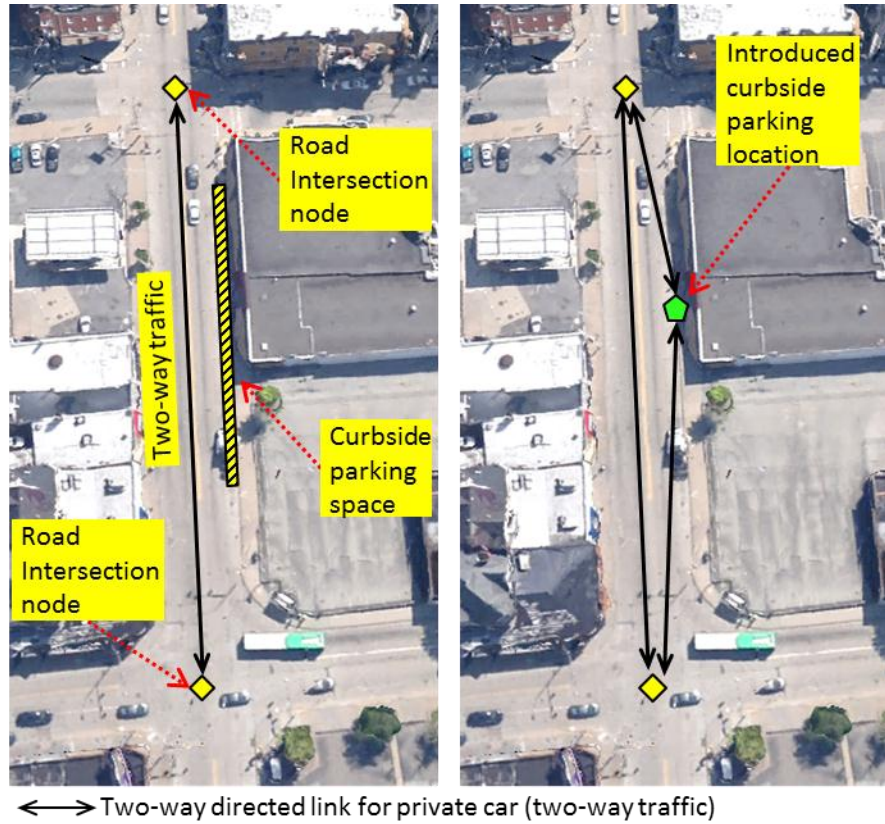 Road
Intersection
node
Two-way traffic
Curbside
parking
space
Road
Intersection
node
Introduced
curbside
parking
location
Two-way directed link for private car (two-way traffic)